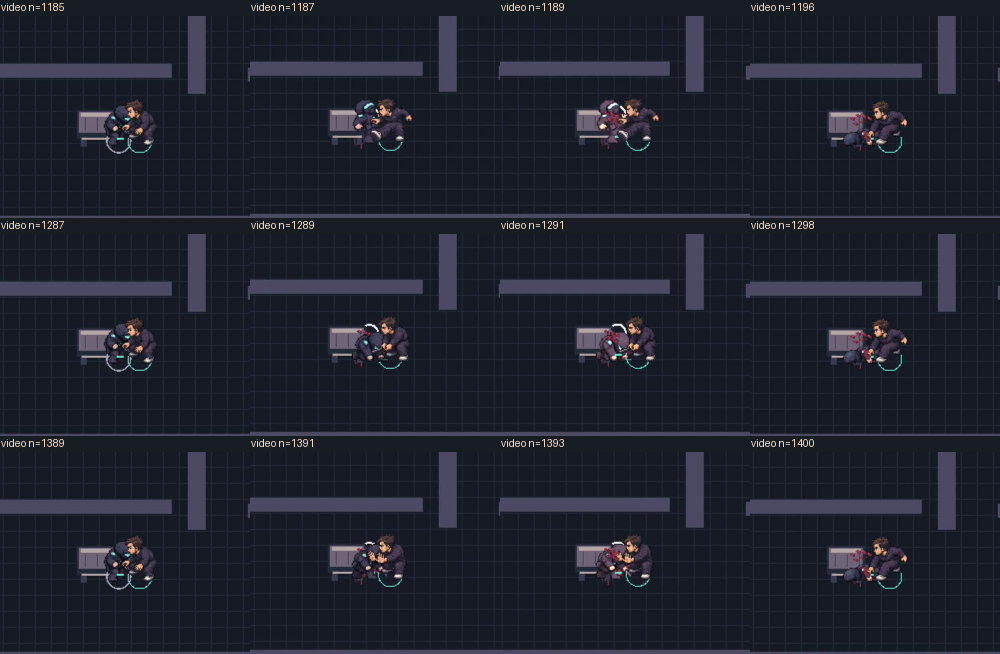 video n=1185
video n=1187
video n=1189
video n=1196
video n=1287
video n=1289
video n=1291
video n=1298
video n=1389
video n=1391
video n=1393
video n=1400